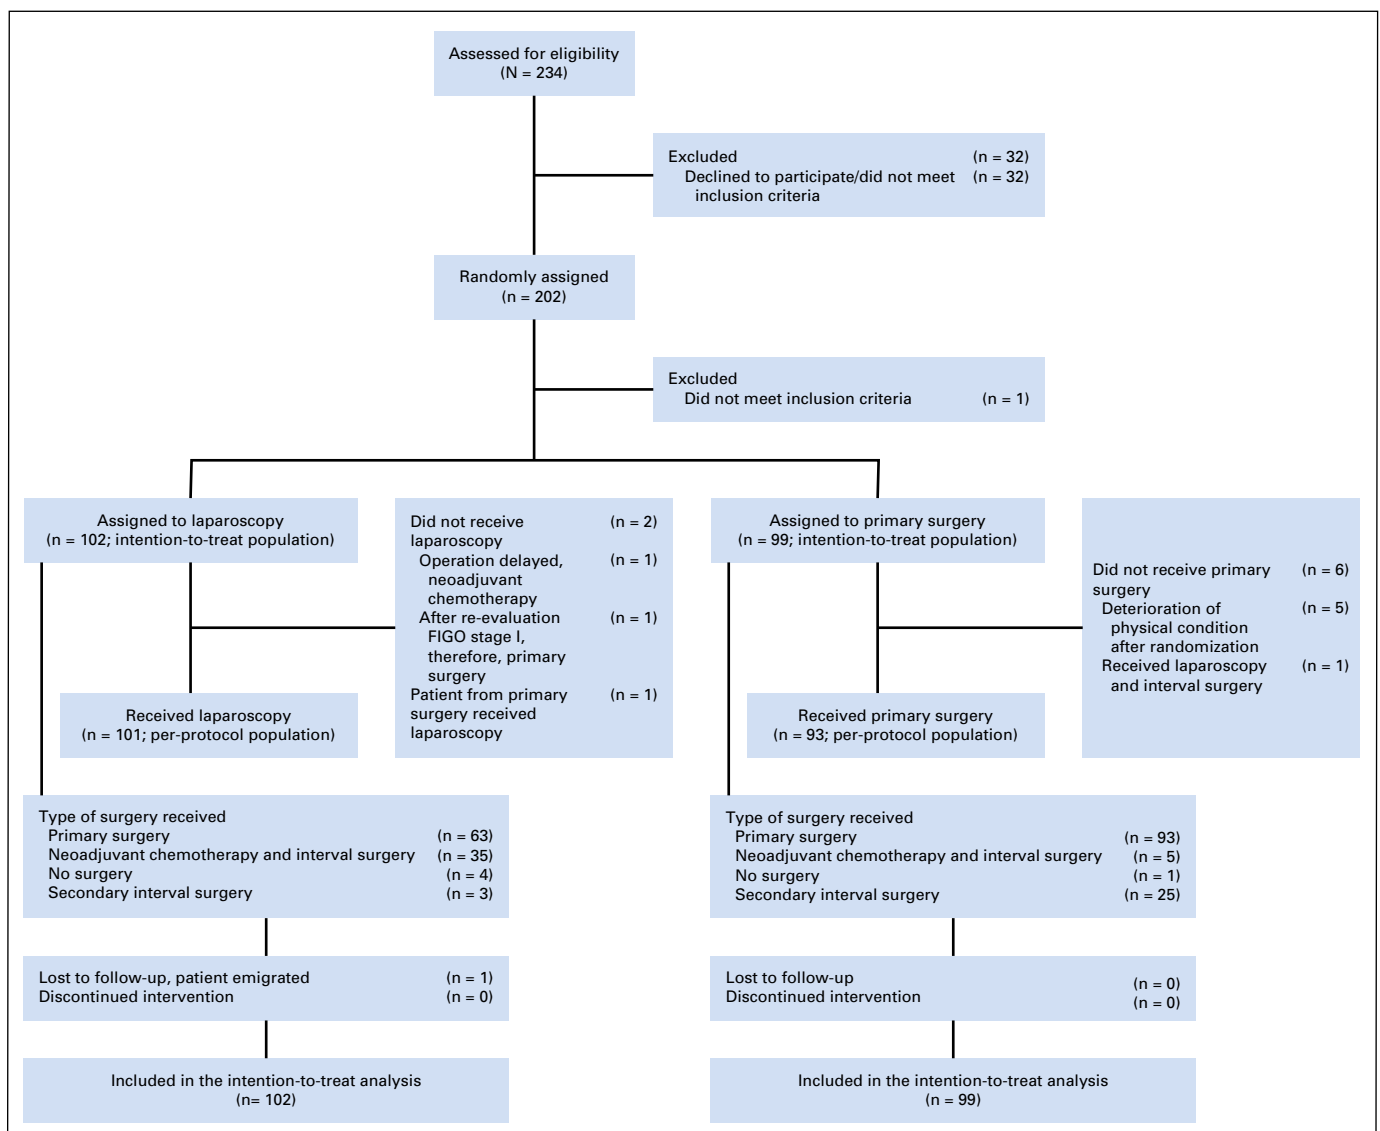 Assessed for eligibility
(N = 234)
Excluded (n = 32)
Declined to participate/did not meet (n = 32)
inclusion criteria
Randomly assigned
(n = 202)
Excluded
Did not meet inclusion criteria (n = 1)
Assigned to laparoscopy
(n = 102; intention-to-treat population)
Did not receive (n = 2)
laparoscopy
Operation delayed, (n = 1)
neoadjuvant
chemotherapy
After re-evaluation (n = 1)
FIGO stage I,
therefore, primary
surgery
Patient from primary (n = 1)
surgery received
laparoscopy
Received laparoscopy
(n = 101; per-protocol population)
Assigned to primary surgery
(n = 99; intention-to-treat population)
Did not receive primary (n = 6)
surgery
Deterioration of (n = 5)
physical condition
after randomization
Received laparoscopy (n = 1)
and interval surgery
Received primary surgery
(n = 93; per-protocol population)
Type of surgery received
Primary surgery (n = 63)
Neoadjuvant chemotherapy and interval surgery (n = 35)
No surgery (n = 4)
Secondary interval surgery (n = 3)
Type of surgery received
Primary surgery (n = 93)
Neoadjuvant chemotherapy and interval surgery (n = 5)
No surgery (n = 1)
Secondary interval surgery (n = 25)
Lost to follow-up, patient emigrated (n = 1)
Discontinued intervention (n = 0)
Lost to follow-up (n = 0)
Discontinued intervention (n = 0)
Included in the intention-to-treat analysis
(n= 102)
Included in the intention-to-treat analysis
(n = 99)